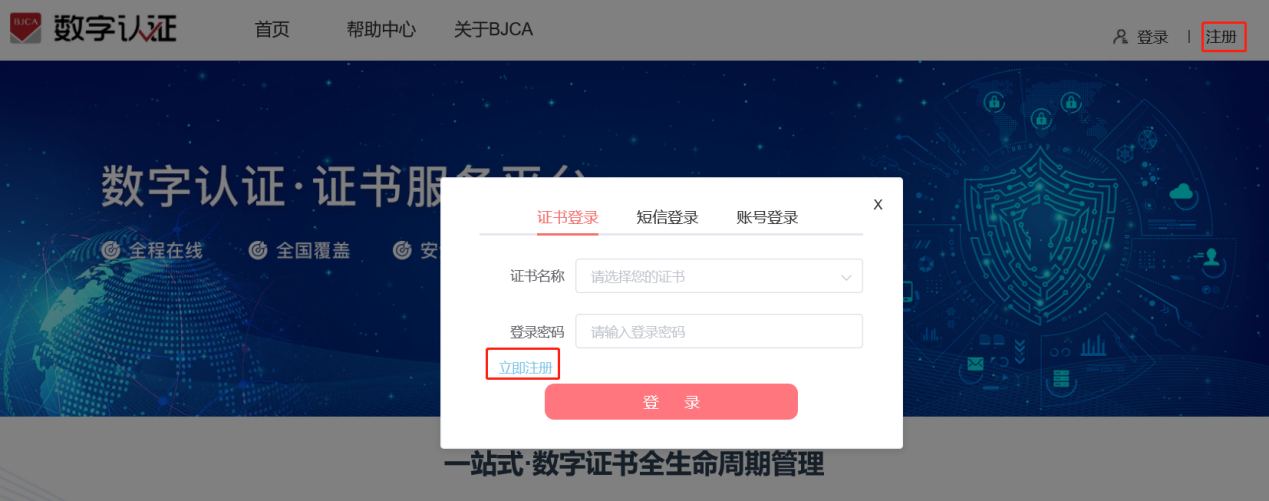 BJCA 数字认证 首页 帮助中心 关于BJCA 登录 | 注册
数字认证·证书服务平台
全程在线 全国覆盖 安
证书登录 短信登录 账号登录 X
证书名称 请选择您的证书
登录密码 请输入登录密码
立即注册
登 录
一站式·数字证书全生命周期管理